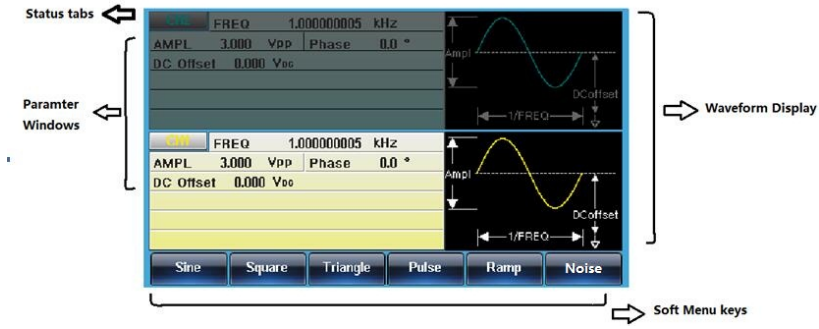 Status tabs
CH2 FREQ 1.000000005 kHz
AMPL 3.000 VPP Phase 0.0 °
DC Offset 0.000 VDC
Ampl
DCoffset
1/FREQ
Paramter
Windows
Waveform Display
CH1 FREQ 1.000000005 kHz
AMPL 3.000 VPP Phase 0.0 °
DC Offset 0.000 VDC
Ampl
DCoffset
1/FREQ
Sine Square Triangle Pulse Ramp Noise
Soft Menu keys